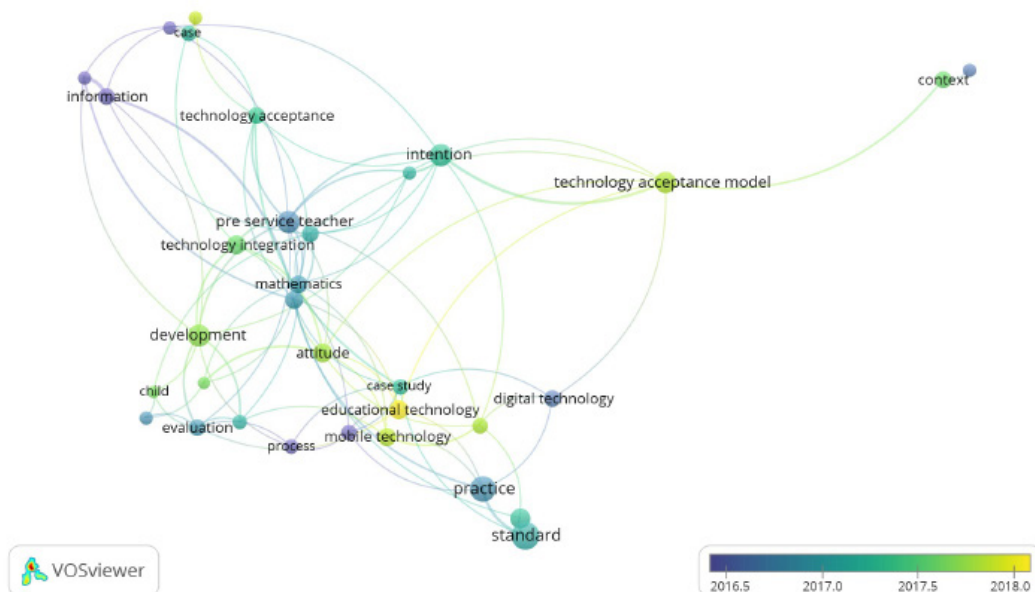 case
context
information
technology acceptance
intention
technology acceptance model
pre service teacher
technology integration
mathematics
development
attitude
case study
child
digital technology
educational technology
evaluation
mobile technology
process
practice
standard
VOSviewer
2016.5 2017.0 2017.5 2018.0